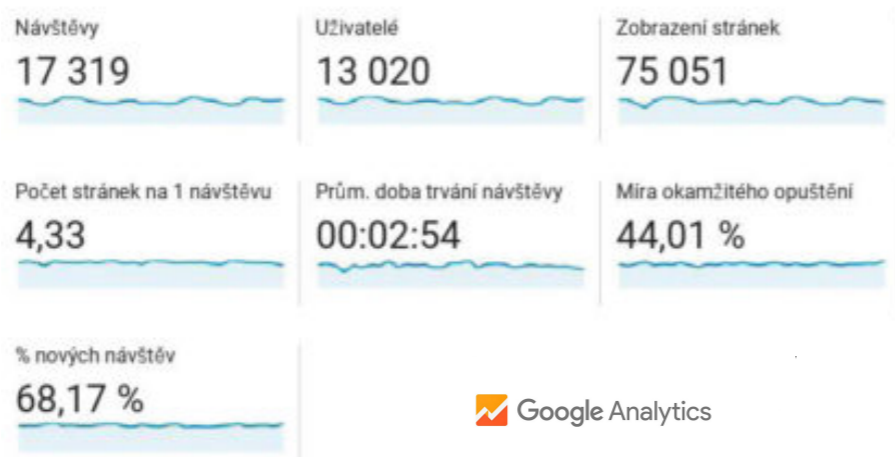 Návštěvy
17 319
Uživatelé
13 020
Zobrazení stránek
75 051
Počet stránek na 1 návštěvu
4,33
Prům. doba trvání návštěvy
00:02:54
Míra okamžitého opuštění
44,01 %
% nových návštěv
68,17 %
Google Analytics